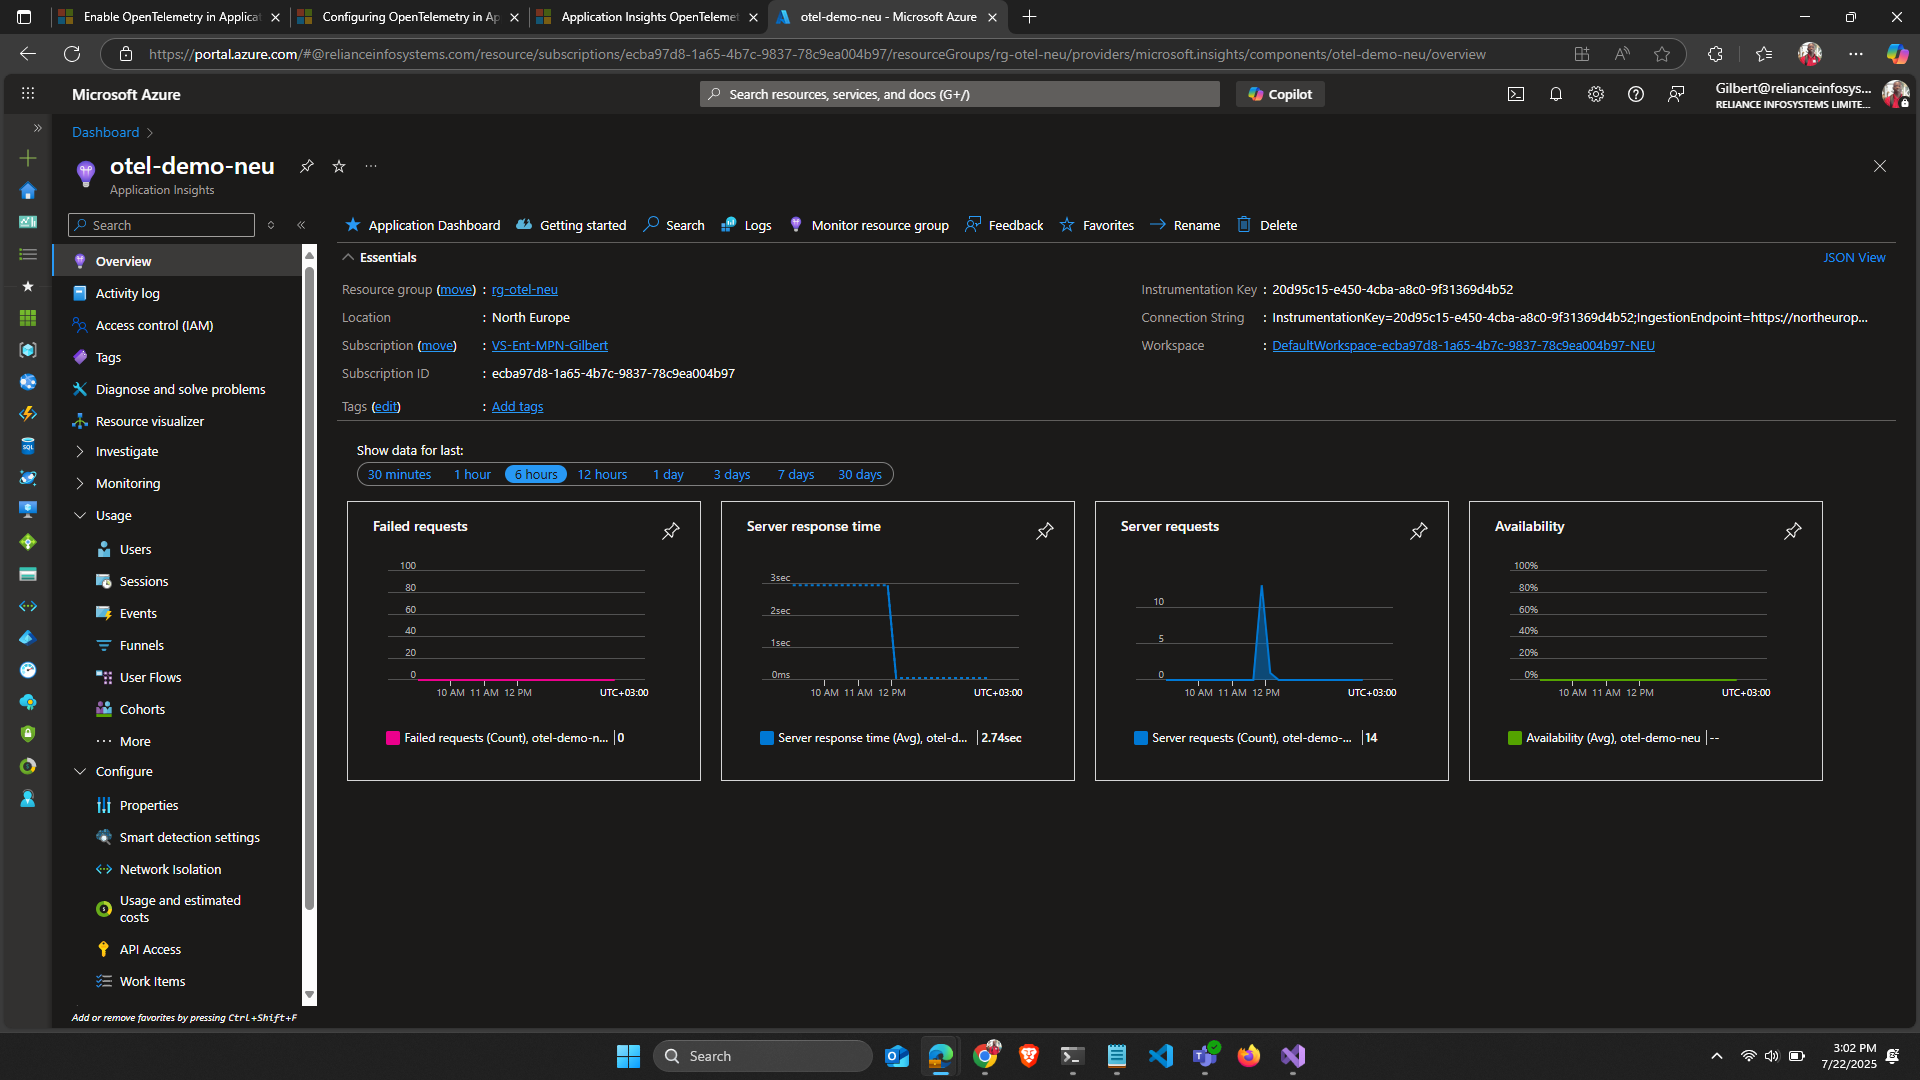 Enable OpenTelemetry in Applicat
Configuring OpenTelemetry in Ap
Application Insights OpenTelemet
otel-demo-neu - Microsoft Azure
https://portal.azure.com/#@relianceinfosystems.com/resource/subscriptions/ecba97d8-1a65-4b7c-9837-78c9ea004b97/resourceGroups/rg-otel-neu/providers/microsoft.insights/components/otel-demo-neu/overview
Microsoft Azure
Search resources, services, and docs (G+/)
Copilot
Gilbert@relianceinfosys...
RELIANCE INFOSYSTEMS LIMITE...
Dashboard
otel-demo-neu
Application Insights
Search
Overview
Activity log
Access control (IAM)
Tags
Diagnose and solve problems
Resource visualizer
Investigate
Monitoring
Usage
Users
Sessions
Events
Funnels
User Flows
Cohorts
More
Configure
Properties
Smart detection settings
Network Isolation
Usage and estimated
costs
API Access
Work Items
Add or remove favorites by pressing Ctrl+Shift+F
Application Dashboard
Getting started
Search
Logs
Monitor resource group
Feedback
Favorites
Rename
Delete
Essentials
JSON View
Resource group (move) : rg-otel-neu
Location : North Europe
Subscription (move) : VS-Ent-MPN-Gilbert
Subscription ID : ecba97d8-1a65-4b7c-9837-78c9ea004b97
Tags (edit) : Add tags
Instrumentation Key : 20d95c15-e450-4cba-a8c0-9f31369d4b52
Connection String : InstrumentationKey=20d95c15-e450-4cba-a8c0-9f31369d4b52;IngestionEndpoint=https://northeurop...
Workspace : DefaultWorkspace-ecba97d8-1a65-4b7c-9837-78c9ea004b97-NEU
Show data for last:
30 minutes 1 hour 6 hours 12 hours 1 day 3 days 7 days 30 days
Failed requests
100
80
60
40
20
0
10 AM 11 AM 12 PM UTC+03:00
Failed requests (Count), otel-demo-n... 0
Server response time
3sec
2sec
1sec
0ms
10 AM 11 AM 12 PM UTC+03:00
Server response time (Avg), otel-d... 2.74sec
Server requests
10
5
0
10 AM 11 AM 12 PM UTC+03:00
Server requests (Count), otel-demo-... 14
Availability
100%
80%
60%
40%
20%
0%
10 AM 11 AM 12 PM UTC+03:00
Availability (Avg), otel-demo-neu --
Search
3:02 PM
7/22/2025